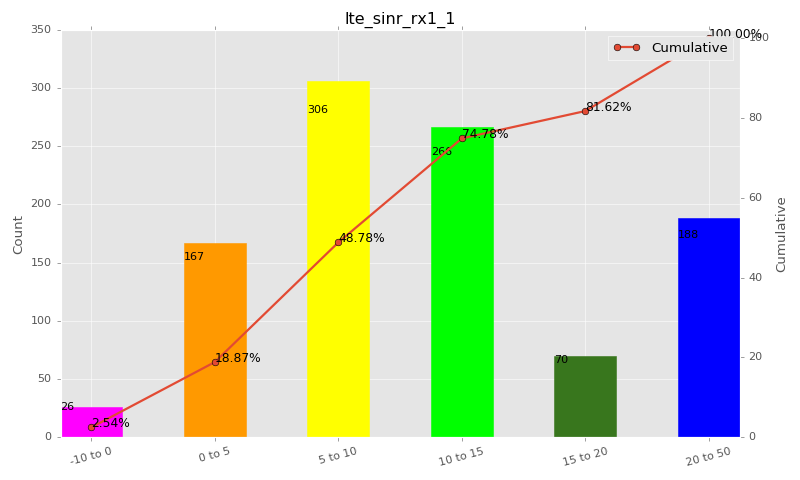 lte_sinr_rx1_1
350
300
250
200
150
100
50
0
Count
100
80
60
40
20
0
Cumulative
Cumulative
26
167
306
266
70
188
2.54%
18.87%
48.78%
74.78%
81.62%
100.00%
-10 to 0
0 to 5
5 to 10
10 to 15
15 to 20
20 to 50